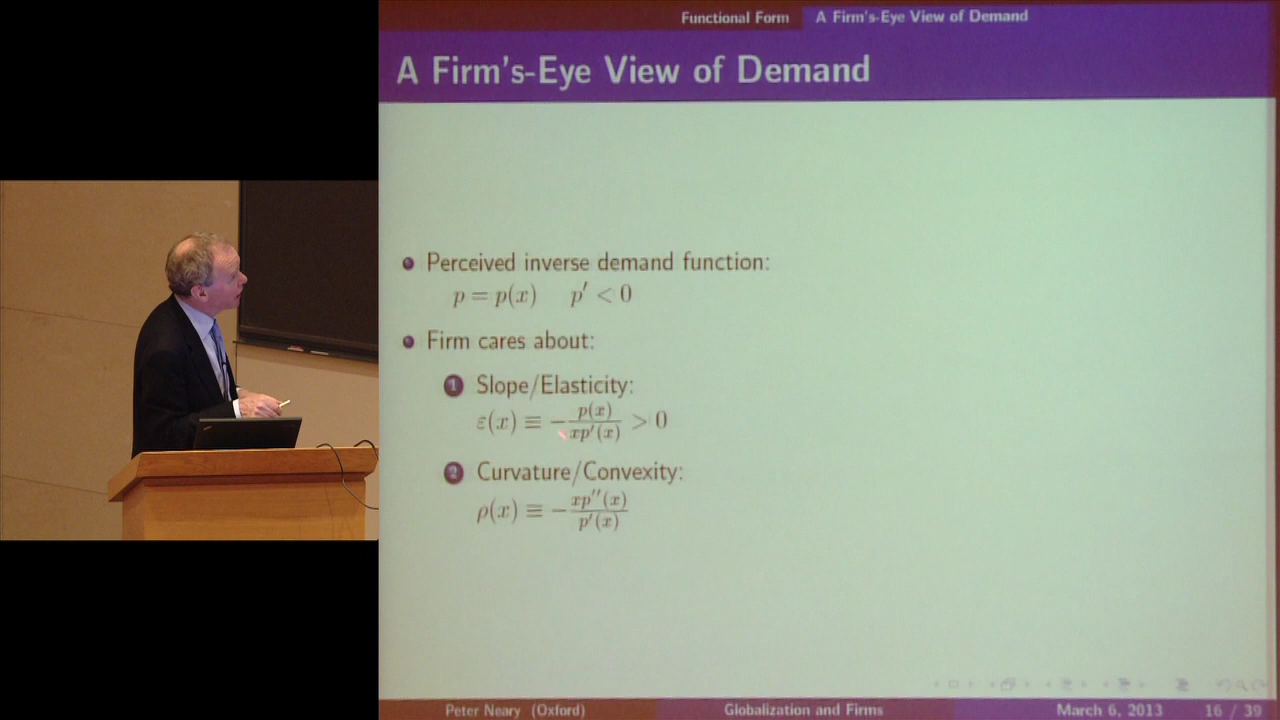 Functional Form A Firm's-Eye View of Demand
A Firm's-Eye View of Demand
Perceived inverse demand function:
p = p(x) p′ < 0
Firm cares about:
1 Slope/Elasticity:
ε(x) ≡ −p(x)/xp′(x) > 0
2 Curvature/Convexity:
ρ(x) ≡ −xp′′(x)/p′(x)
Peter Neary (Oxford) Globalization and Firms March 6, 2013 16 / 39